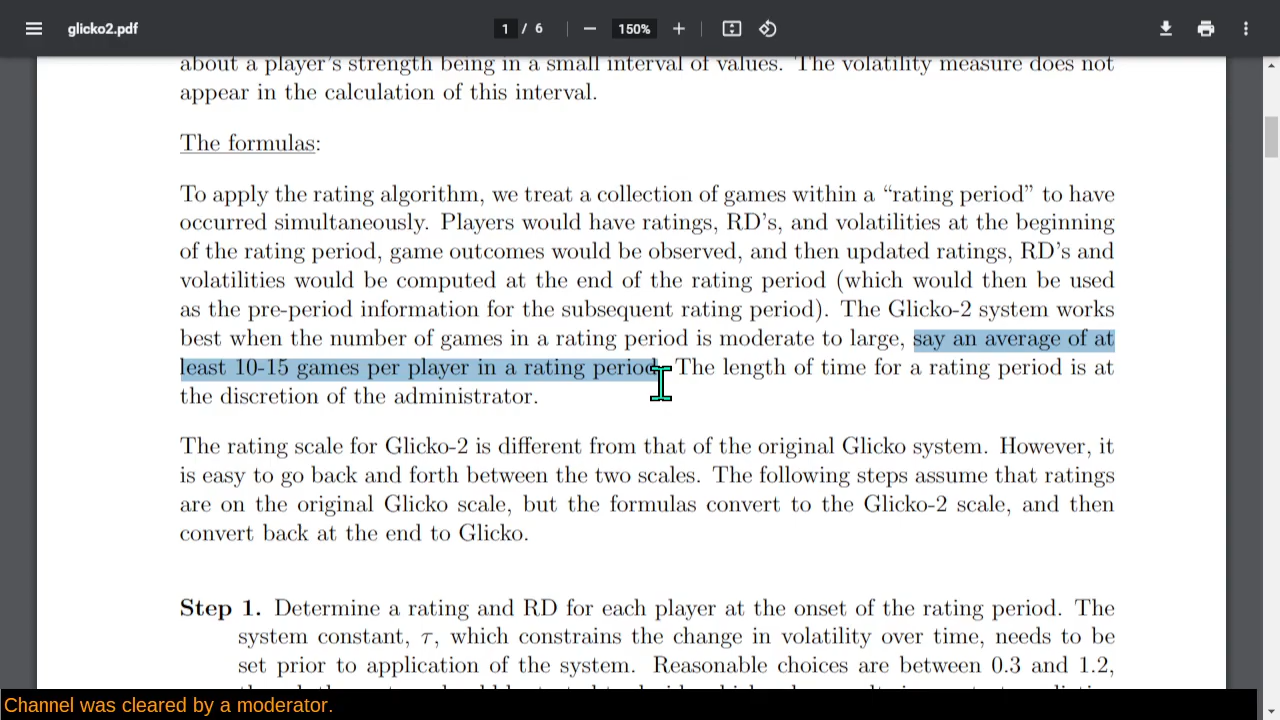 glicko2.pdf
1 / 6
150%
about a player's strength being in a small interval of values. The volatility measure does not
appear in the calculation of this interval.
The formulas:
To apply the rating algorithm, we treat a collection of games within a “rating period” to have
occurred simultaneously. Players would have ratings, RD's, and volatilities at the beginning
of the rating period, game outcomes would be observed, and then updated ratings, RD's and
volatilities would be computed at the end of the rating period (which would then be used
as the pre-period information for the subsequent rating period). The Glicko-2 system works
best when the number of games in a rating period is moderate to large, say an average of at
least 10-15 games per player in a rating period. The length of time for a rating period is at
the discretion of the administrator.
The rating scale for Glicko-2 is different from that of the original Glicko system. However, it
is easy to go back and forth between the two scales. The following steps assume that ratings
are on the original Glicko scale, but the formulas convert to the Glicko-2 scale, and then
convert back at the end to Glicko.
Step 1. Determine a rating and RD for each player at the onset of the rating period. The
system constant, τ, which constrains the change in volatility over time, needs to be
set prior to application of the system. Reasonable choices are between 0.3 and 1.2,
Channel was cleared by a moderator.